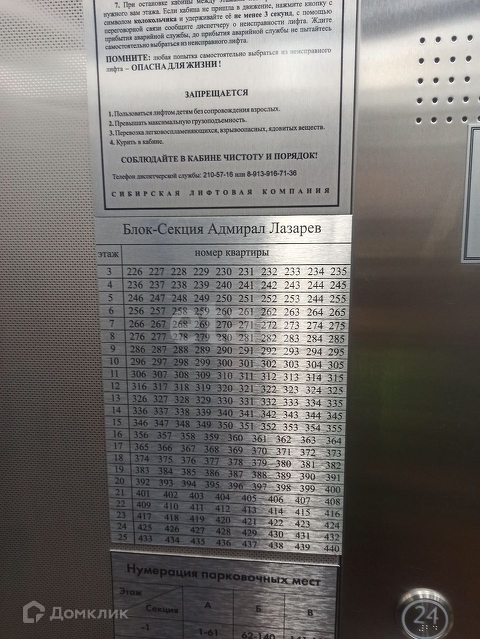 7. При остановке кабины между этажами
нужного вам этажа. Если кабина не пришла в движение, нажмите кнопку с
символом колокольчика и удерживайте её не менее 3 секунд, с помощью
переговорной связи сообщите диспетчеру о неисправности лифта. Ждите
прибытия аварийной службы, до прибытия аварийной службы не пытайтесь
самостоятельно выбраться из неисправного лифта.
ПОМНИТЕ: любая попытка самостоятельно выбраться из неисправного
лифта – ОПАСНА ДЛЯ ЖИЗНИ!
ЗАПРЕЩАЕТСЯ
1. Пользоваться лифтом детям без сопровождения взрослых.
2. Превышать максимальную грузоподъемность.
3. Перевозка легковоспламеняющихся, взрывоопасных, ядовитых веществ.
4. Курить в кабине.
СОБЛЮДАЙТЕ В КАБИНЕ ЧИСТОТУ И ПОРЯДОК!
Телефон диспетчерской службы: 210-57-16 или 8-913-916-71-36
СИБИРСКАЯ ЛИФТОВАЯ КОМПАНИЯ
Блок-Секция Адмирал Лазарев
этаж номер квартиры
3 226 227 228 229 230 231 232 233 234 235
4 236 237 238 239 240 241 242 243 244 245
5 246 247 248 249 250 251 252 253 254 255
6 256 257 258 259 260 261 262 263 264 265
7 266 267 268 269 270 271 272 273 274 275
8 276 277 278 279 280 281 282 283 284 285
9 286 287 288 289 290 291 292 293 294 295
10 296 297 298 299 300 301 302 303 304 305
11 306 307 308 309 310 311 312 313 314 315
12 316 317 318 319 320 321 322 323 324 325
13 326 327 328 329 330 331 332 333 334 335
14 336 337 338 339 340 341 342 343 344 345
15 346 347 348 349 350 351 352 353 354 355
16 356 357 358 359 360 361 362 363 364
17 365 366 367 368 369 370 371 372 373
18 374 375 376 377 378 379 380 381 382
19 383 384 385 386 387 388 389 390 391
20 392 393 394 395 396 397 398 399 400
21 401 402 403 404 405 406 407 408
22 409 410 411 412 413 414 415 416
23 417 418 419 420 421 422 423 424
24 425 426 427 428 429 430 431 432
25 433 434 435 436 437 438 439 440
Нумерация парковочных мест
Этаж Секция А Б В
-1 1-61 62-140
24
Домклик